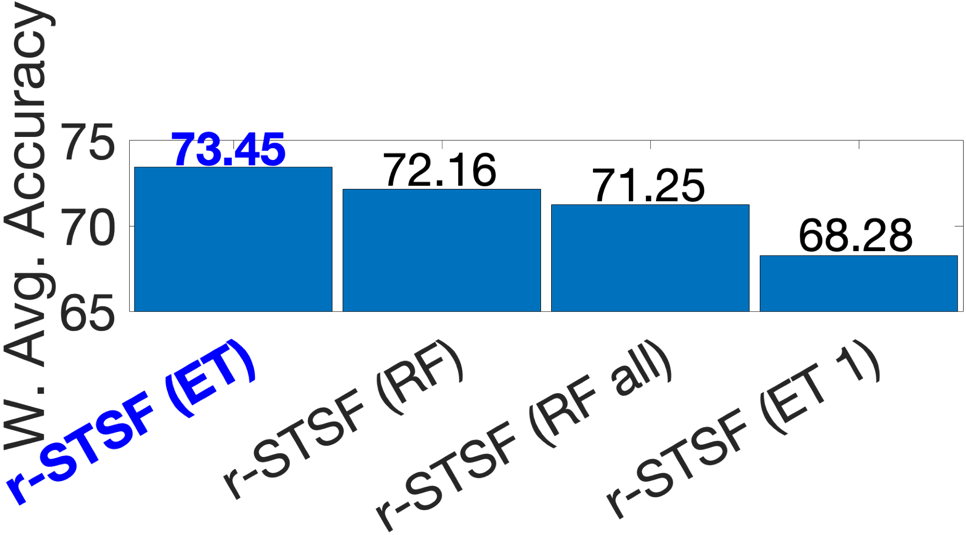 W. Avg. Accuracy
75
70
65
73.45
72.16
71.25
68.28
r-STSF (ET)
r-STSF (RF)
r-STSF (RF all)
r-STSF (ET 1)